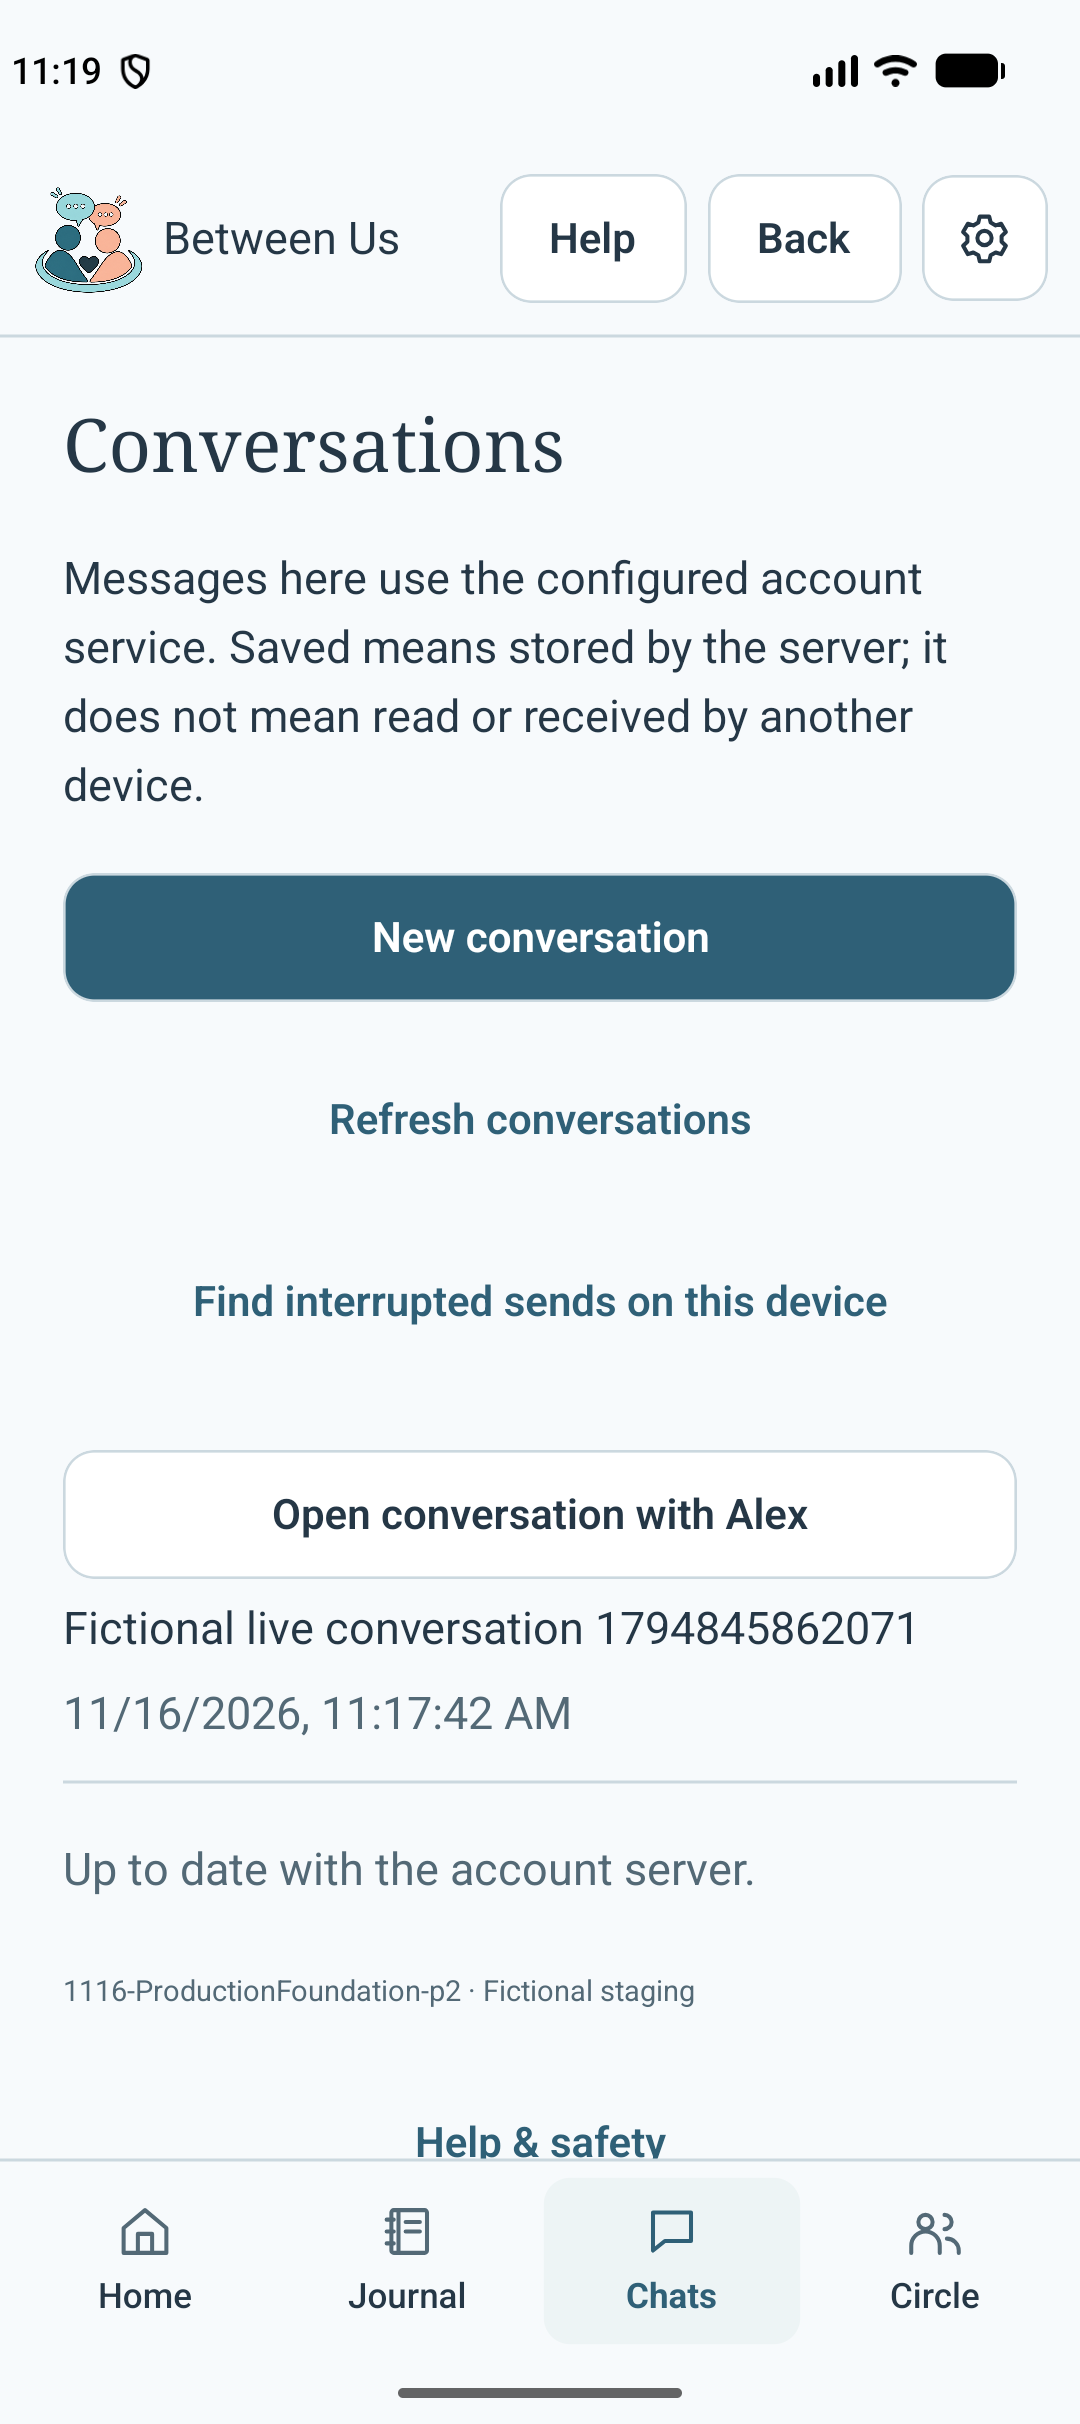 11:19
Between Us
Help
Back
Conversations
Messages here use the configured account
service. Saved means stored by the server; it
does not mean read or received by another
device.
New conversation
Refresh conversations
Find interrupted sends on this device
Open conversation with Alex
Fictional live conversation 1794845862071
11/16/2026, 11:17:42 AM
Up to date with the account server.
1116-ProductionFoundation-p2 · Fictional staging
Help & safety
Home
Journal
Chats
Circle